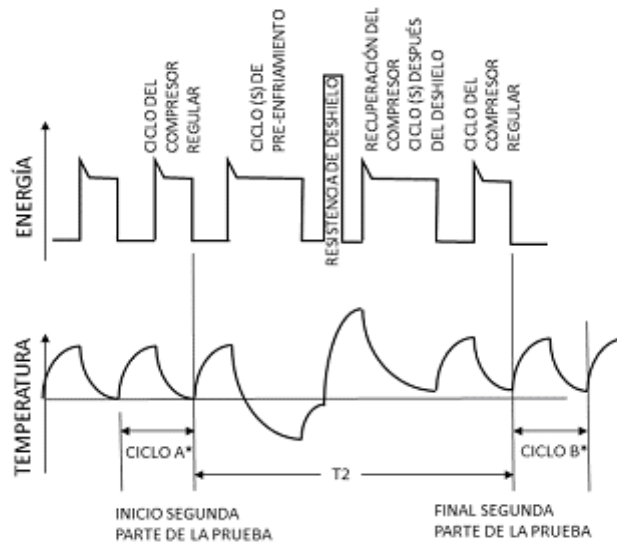 CICLO DEL
COMPRESOR
REGULAR
CICLO (S) DE
PRE-ENFRIAMIENTO
RESISTENCIA DE DESHIELO
RECUPERACIÓN DEL
COMPRESOR
CICLO (S) DESPUÉS
DEL DESHIELO
CICLO DEL
COMPRESOR
REGULAR
ENERGÍA
TEMPERATURA
CICLO A*
T2
CICLO B*
INICIO SEGUNDA
PARTE DE LA PRUEBA
FINAL SEGUNDA
PARTE DE LA PRUEBA